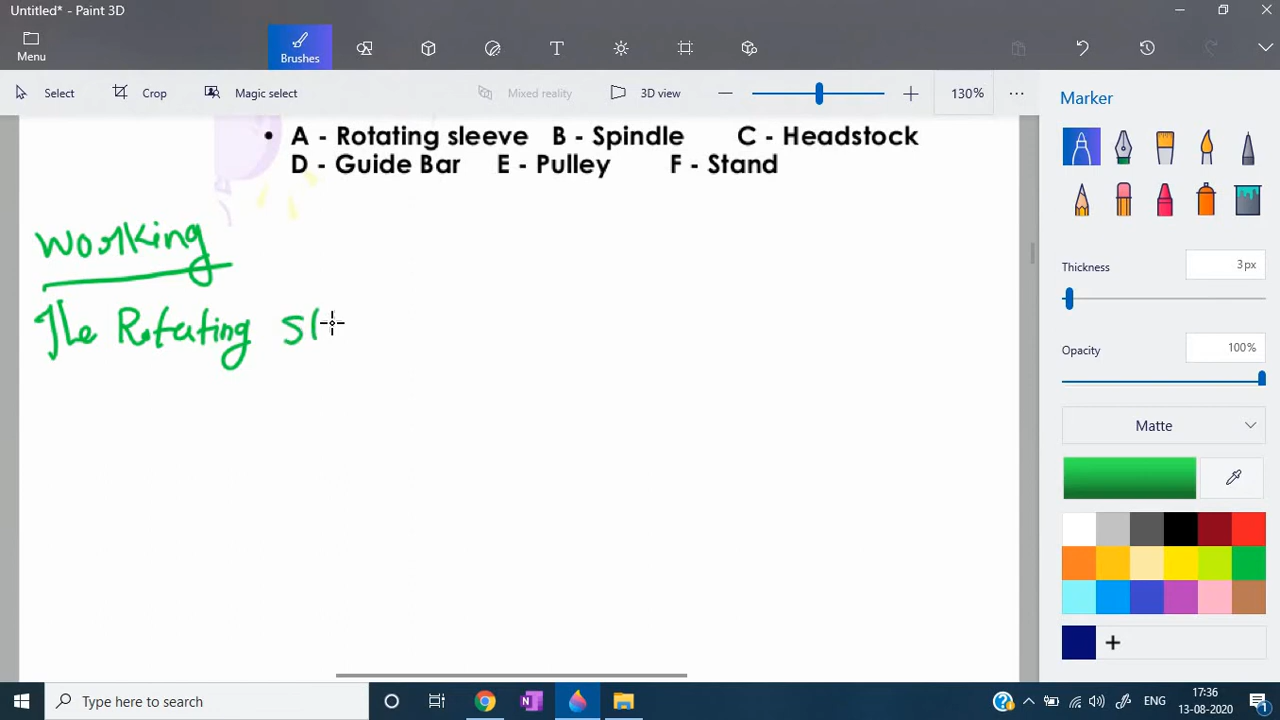 Untitled* - Paint 3D
Menu
Brushes
Select
Crop
Magic select
Mixed reality
3D view
130%
Marker
• A - Rotating sleeve B - Spindle C - Headstock
D - Guide Bar E - Pulley F - Stand
Working
The Rotating Sl
Thickness
3px
Opacity
100%
Matte
Type here to search
ENG
17:36
13-08-2020
1